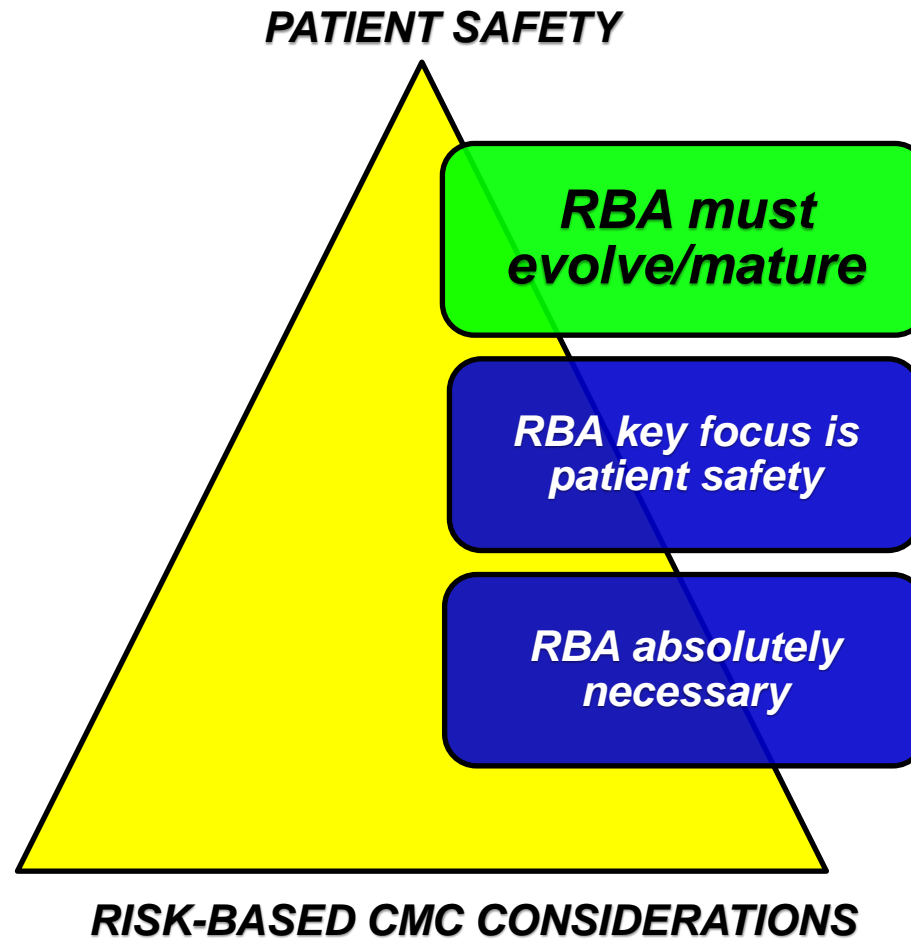 PATIENT SAFETY
RBA must
evolve/mature
RBA key focus is
patient safety
RBA absolutely
necessary
RISK-BASED CMC CONSIDERATIONS